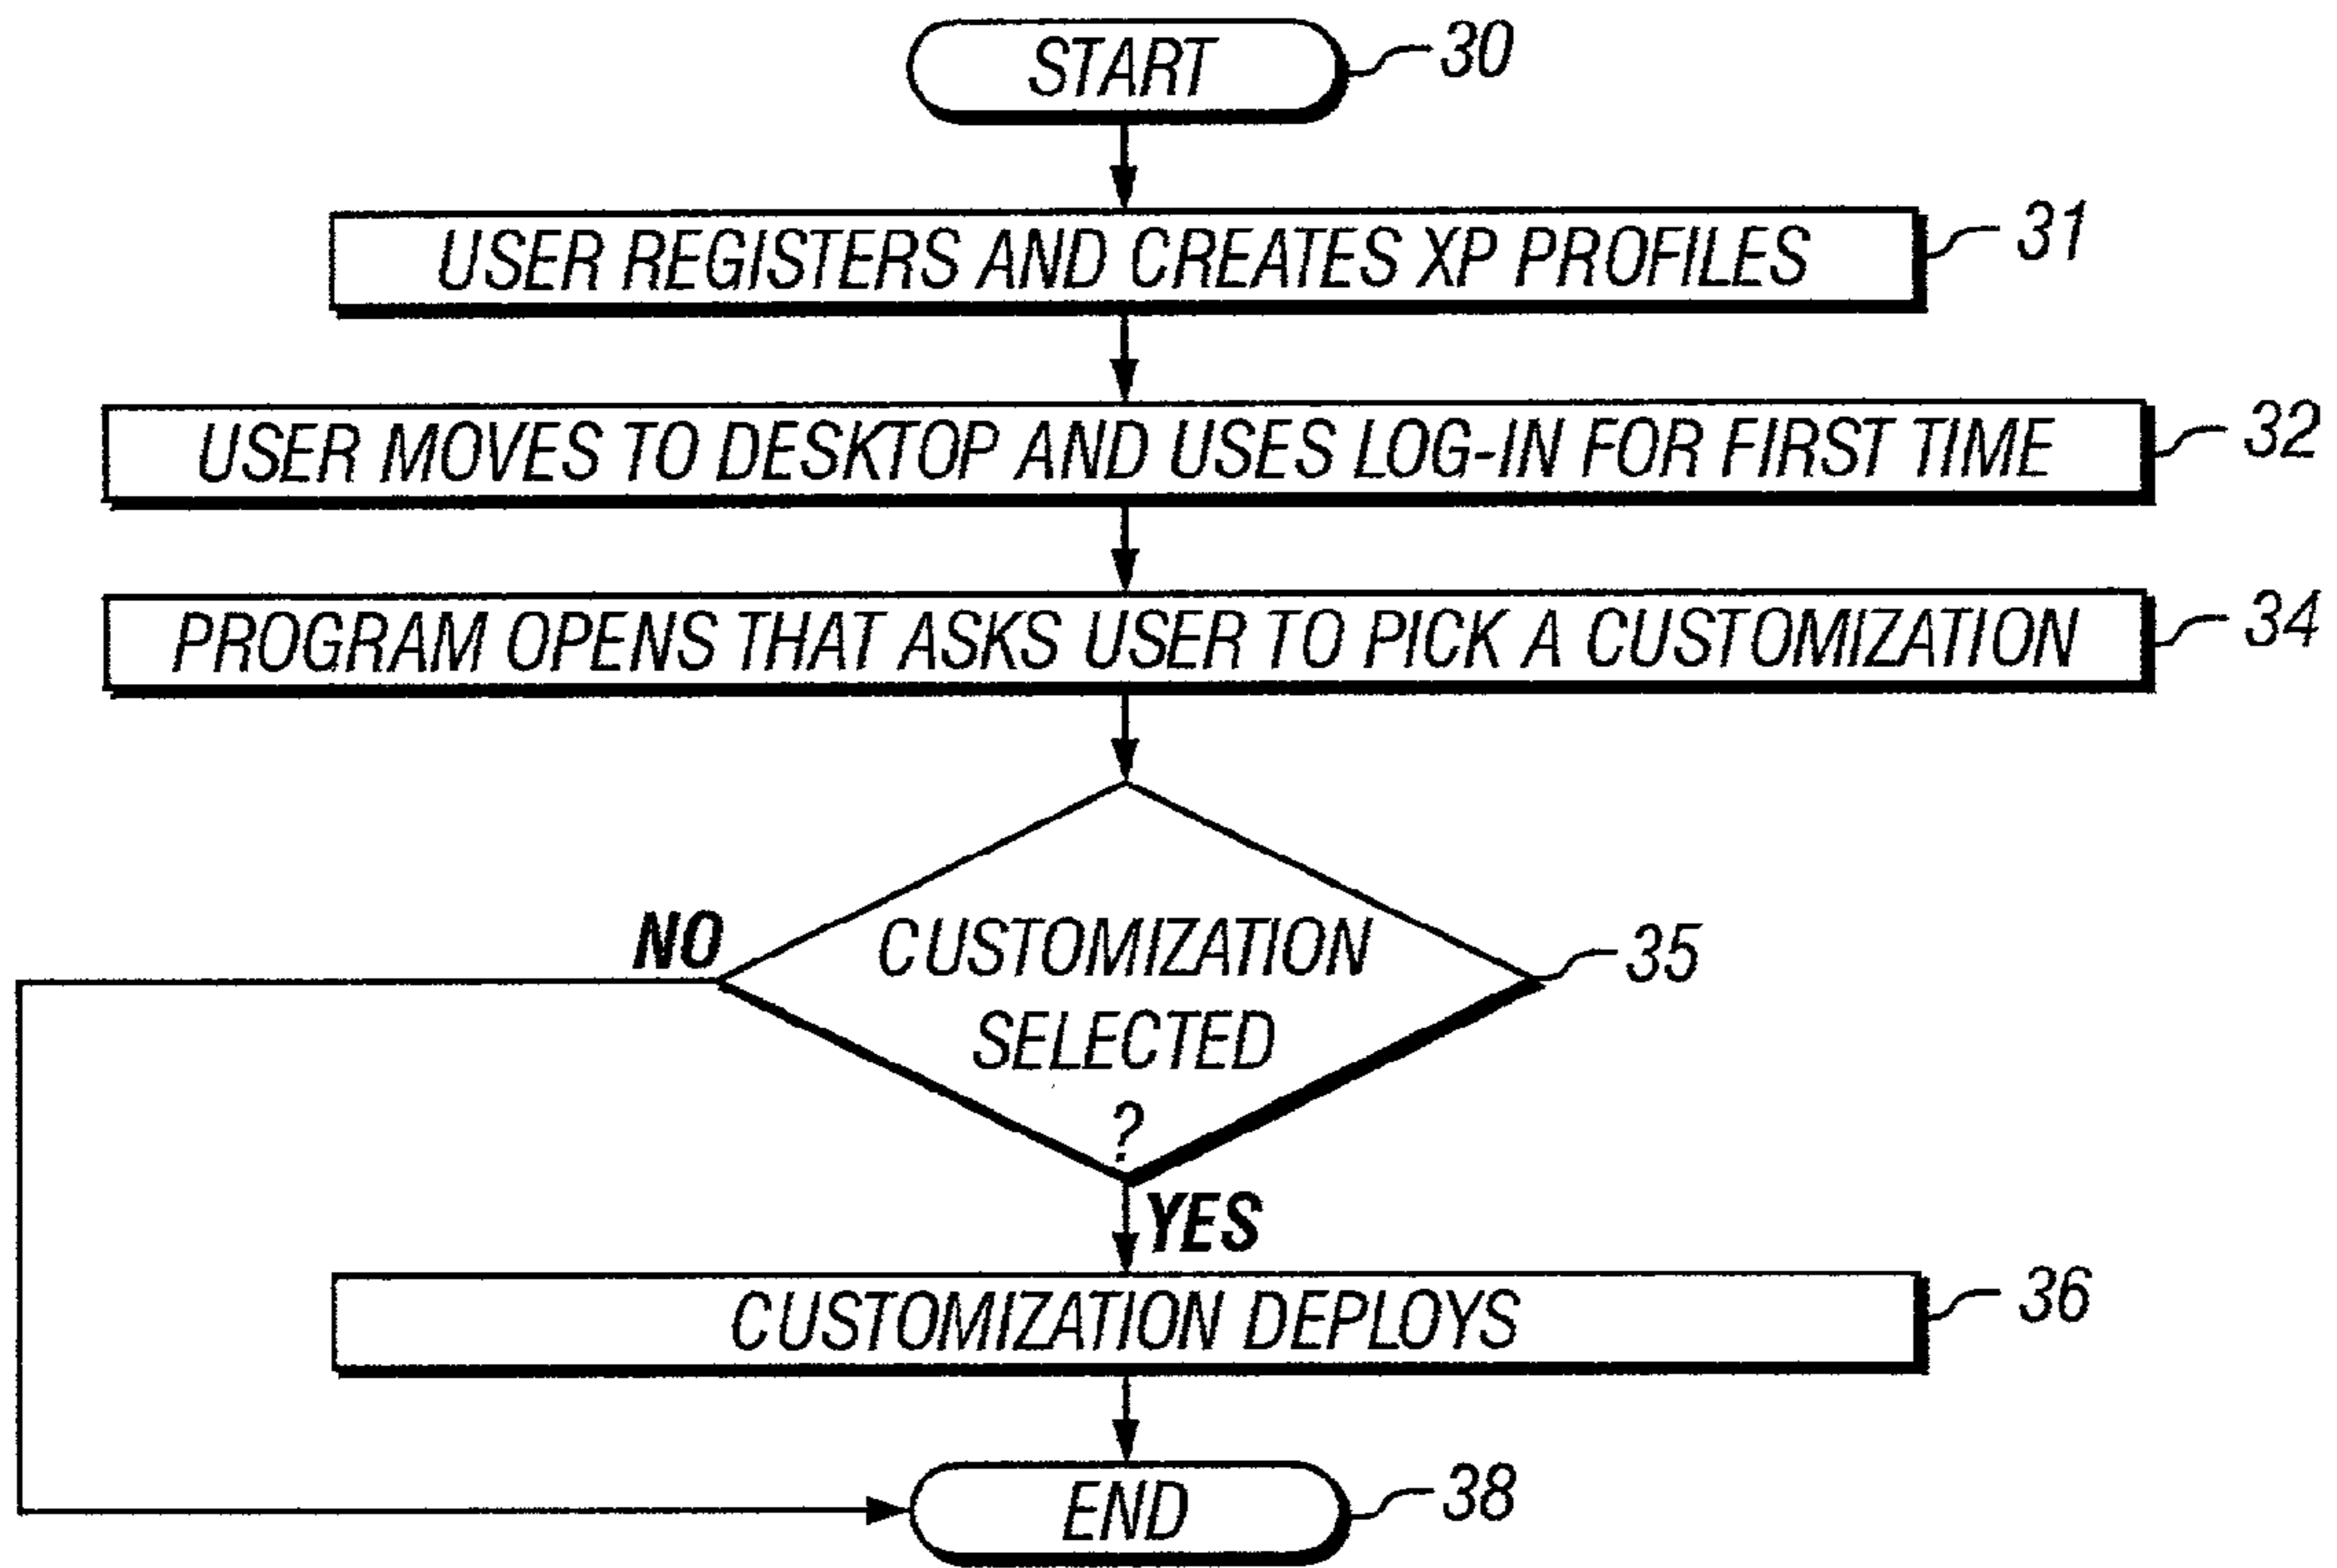 START
30
USER REGISTERS AND CREATES XP PROFILES
31
USER MOVES TO DESKTOP AND USES LOG-IN FOR FIRST TIME
32
PROGRAM OPENS THAT ASKS USER TO PICK A CUSTOMIZATION
34
NO
CUSTOMIZATION
SELECTED
?
35
YES
CUSTOMIZATION DEPLOYS
36
END
38